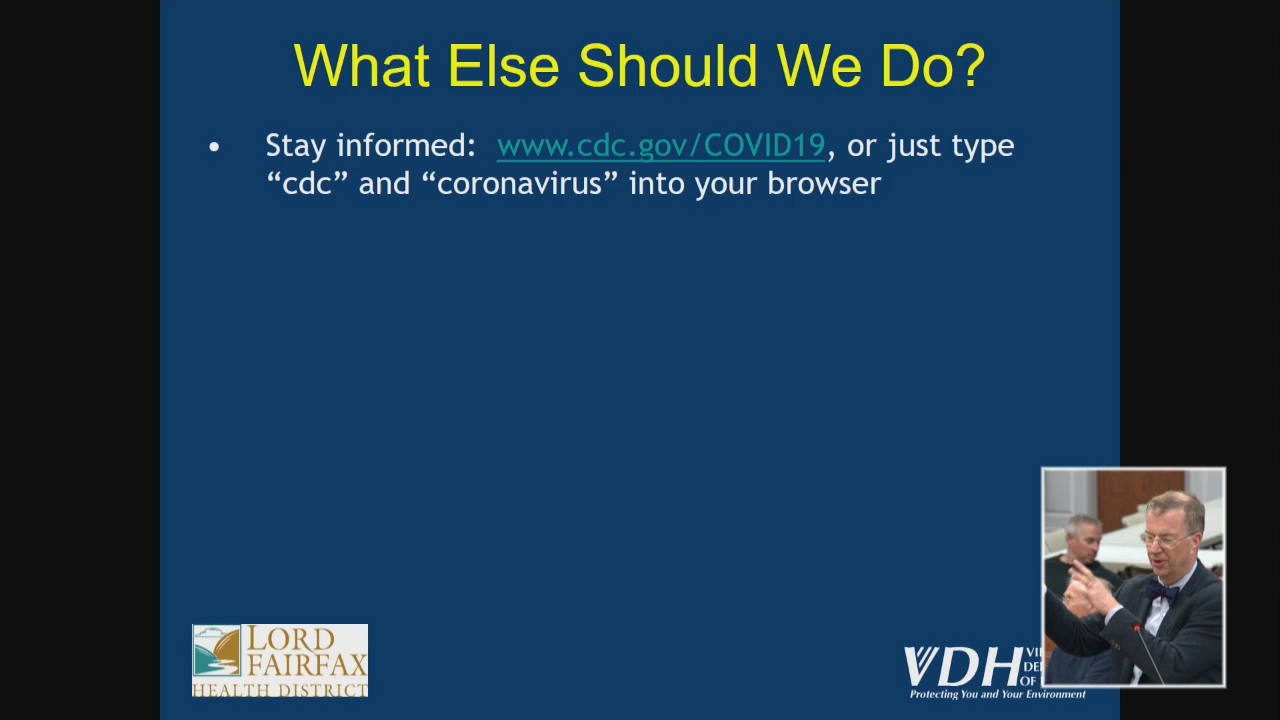 What Else Should We Do?
• Stay informed: www.cdc.gov/COVID19, or just type
“cdc” and “coronavirus” into your browser
LORD
FAIRFAX
HEALTH DISTRICT
VDH
Protecting You and Your Environment